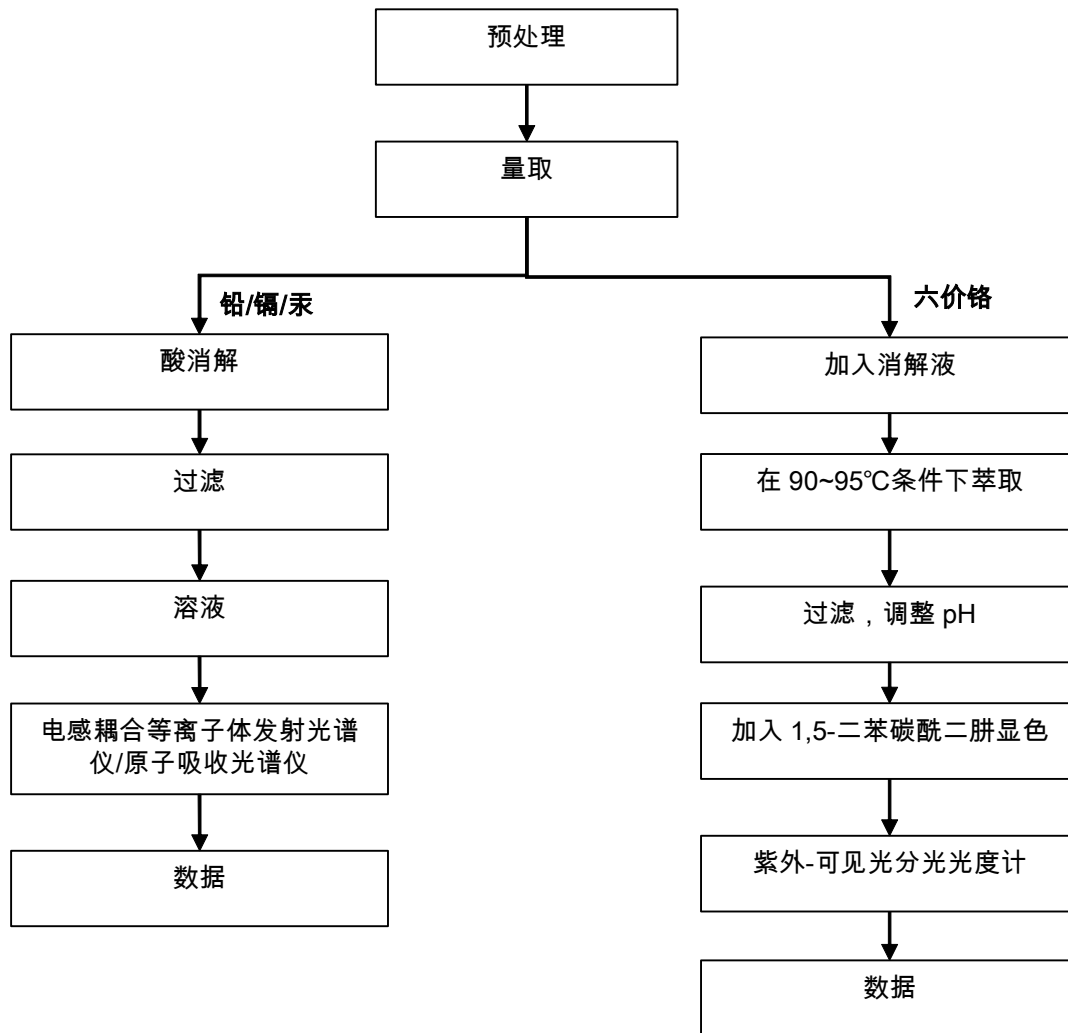 预处理
量取
铅/镉/汞
酸消解
过滤
溶液
电感耦合等离子体发射光谱
仪/原子吸收光谱仪
数据
六价铬
加入消解液
在 90~95℃条件下萃取
过滤，调整 pH
加入 1,5-二苯碳酰二肼显色
紫外-可见光分光光度计
数据